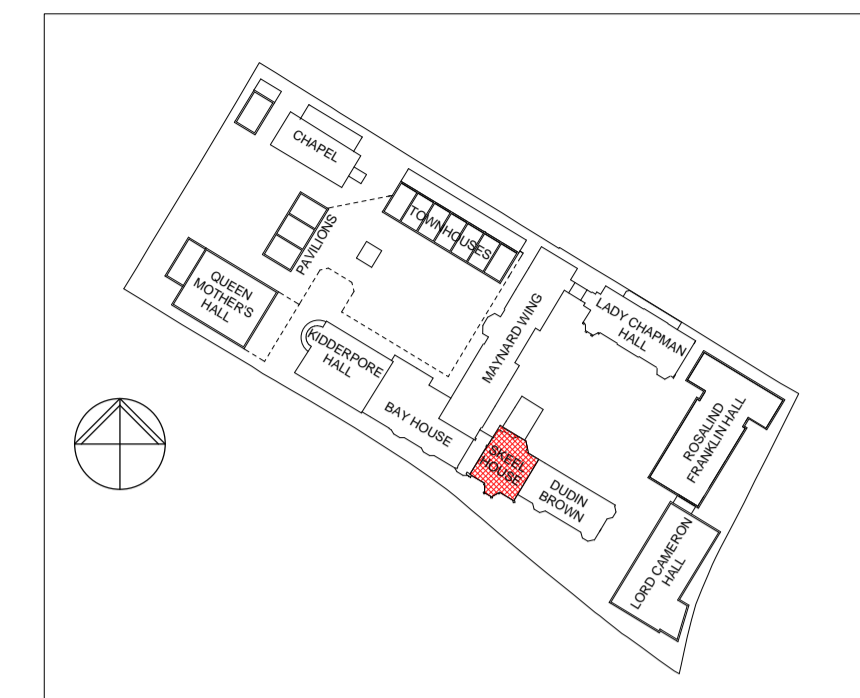 CHAPEL
TOWNHOUSES
PAVILIONS
QUEEN
MOTHER'S
HALL
KIDDERPORE
HALL
BAY HOUSE
MAYNARD WING
LADY CHAPMAN
HALL
SKEEL
HOUSE
DUDIN
BROWN
ROSALIND
FRANKLIN HALL
LORD CAMERON
HALL